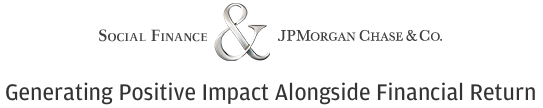 SOCIAL FINANCE & JPMORGAN CHASE & CO.
Generating Positive Impact Alongside Financial Return